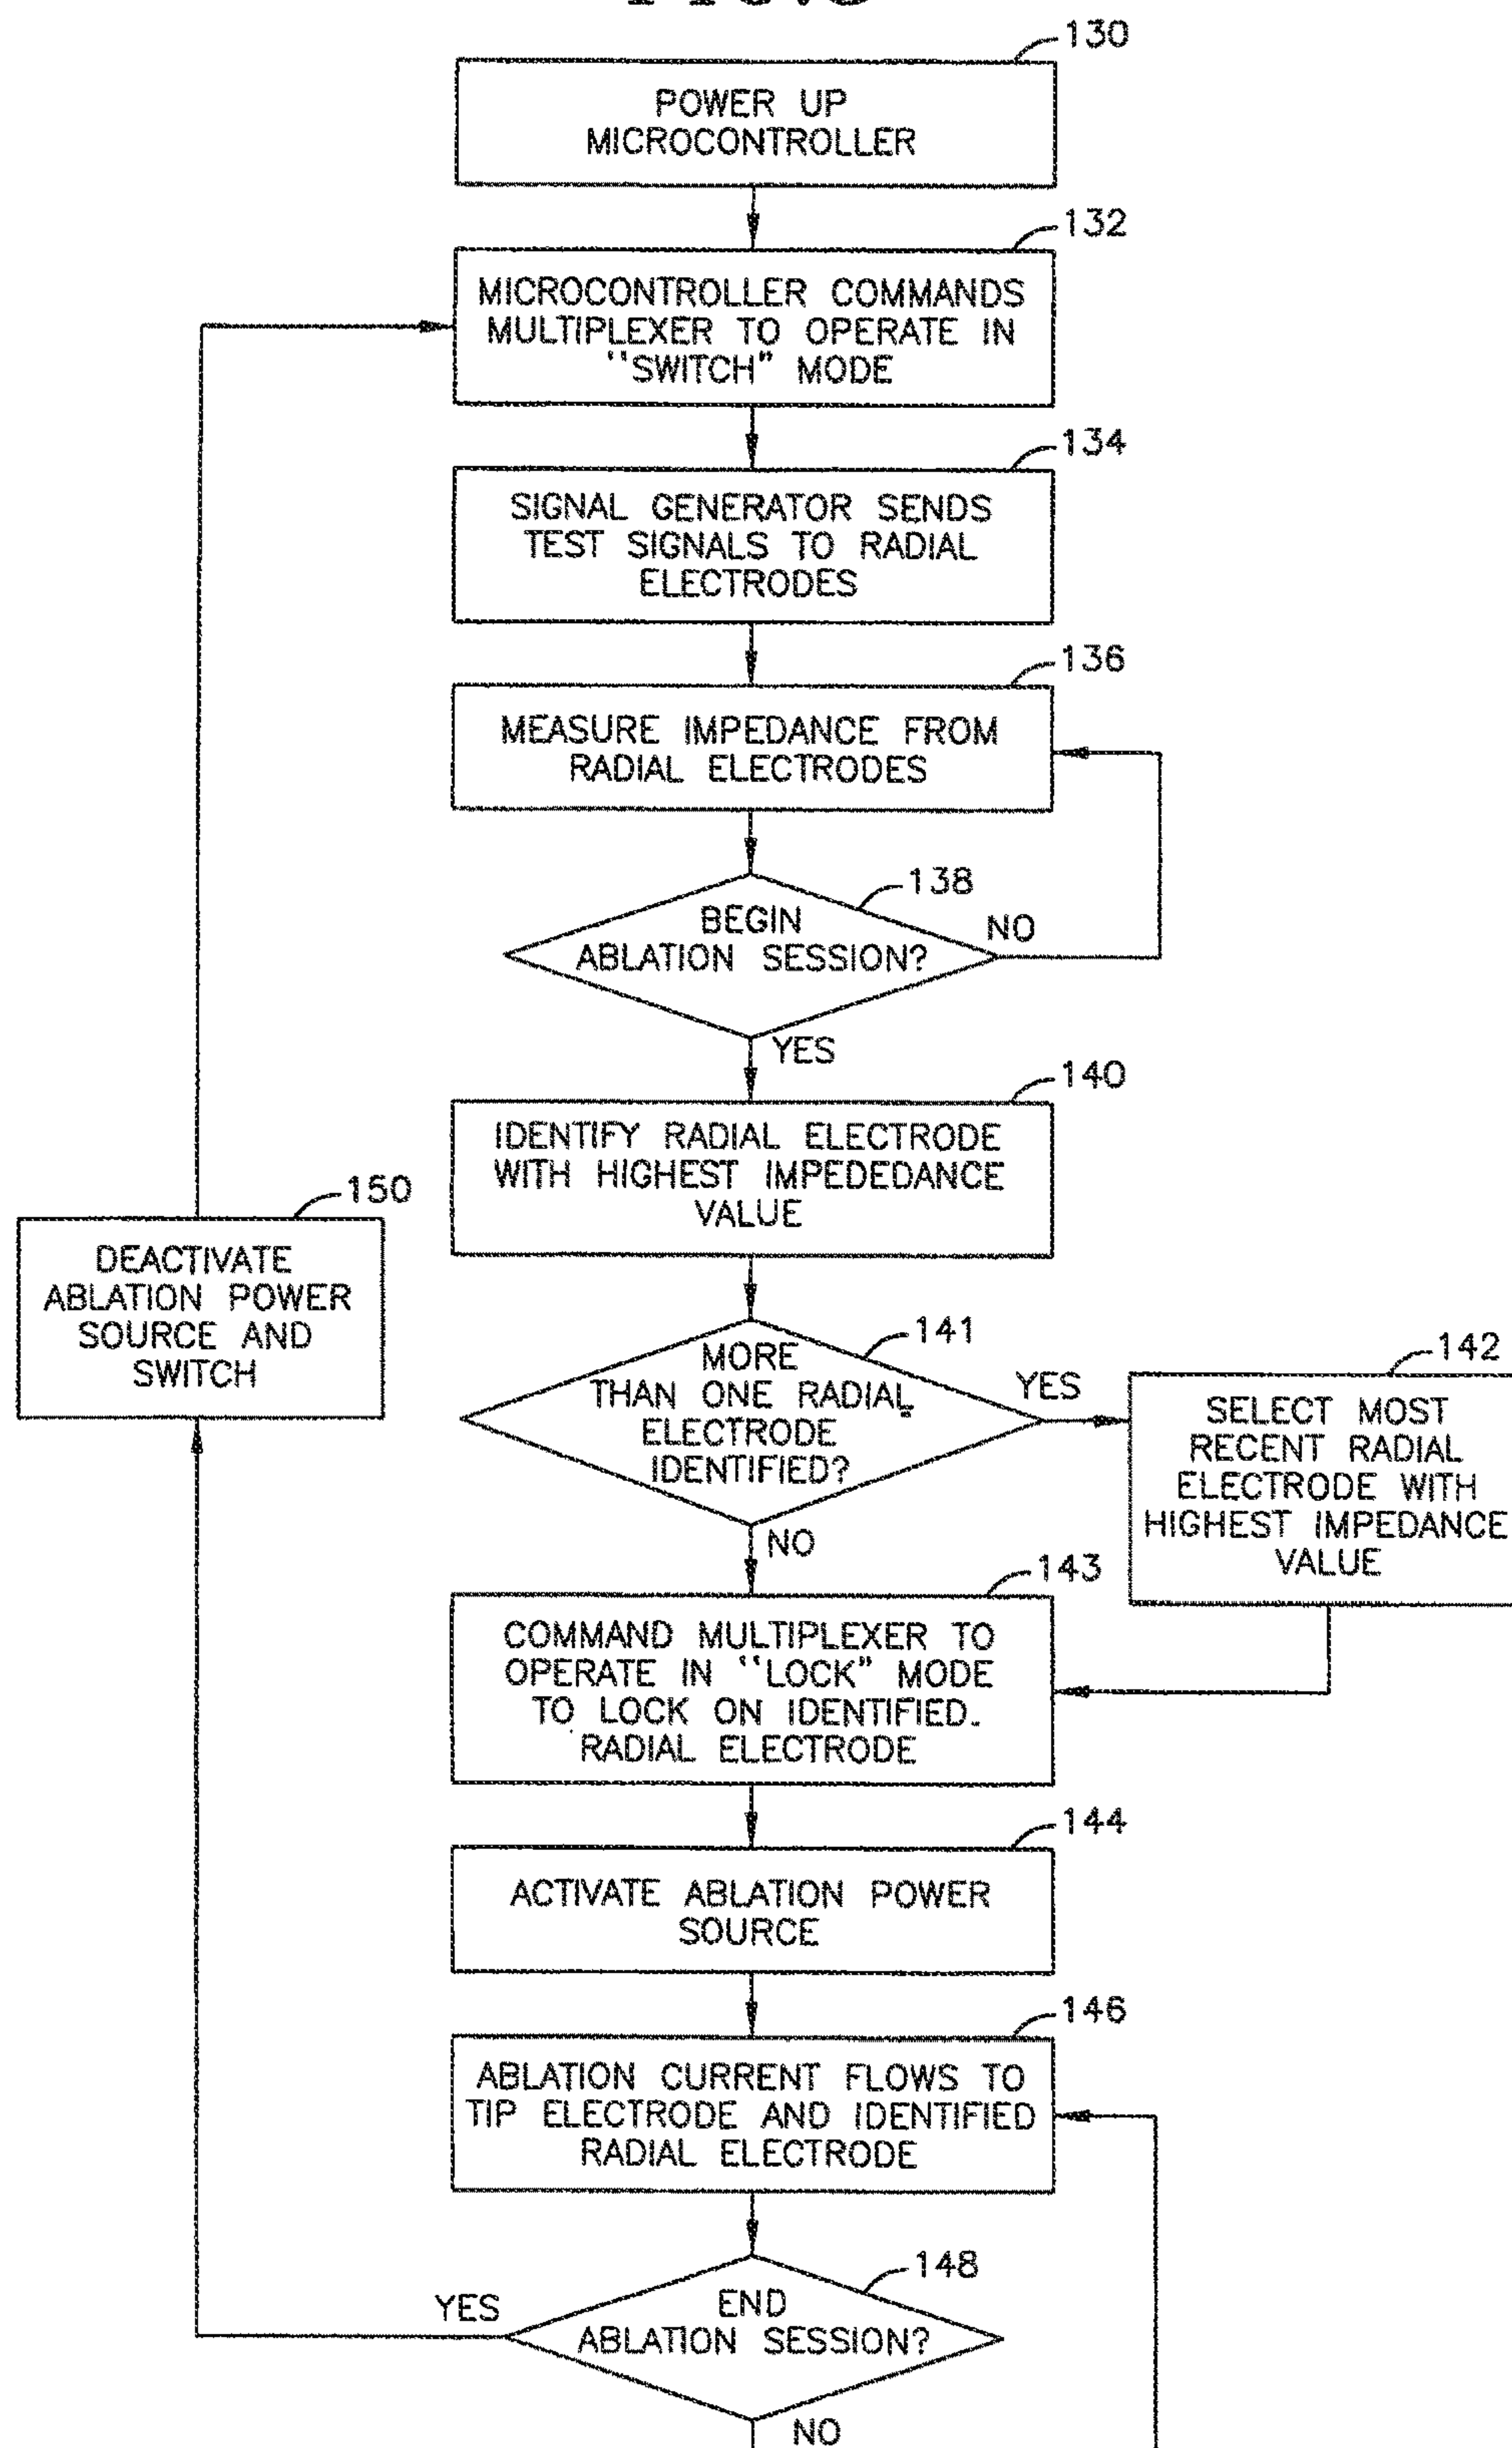 130
POWER UP
MICROCONTROLLER
132
MICROCONTROLLER COMMANDS
MULTIPLEXER TO OPERATE IN
"SWITCH" MODE
134
SIGNAL GENERATOR SENDS
TEST SIGNALS TO RADIAL
ELECTRODES
136
MEASURE IMPEDANCE FROM
RADIAL ELECTRODES
138
BEGIN
ABLATION SESSION?
NO
YES
140
IDENTIFY RADIAL ELECTRODE
WITH HIGHEST IMPEDEDANCE
VALUE
150
DEACTIVATE
ABLATION POWER
SOURCE AND
SWITCH
141
MORE
THAN ONE RADIAL
ELECTRODE
IDENTIFIED?
YES
NO
142
SELECT MOST
RECENT RADIAL
ELECTRODE WITH
HIGHEST IMPEDANCE
VALUE
143
COMMAND MULTIPLEXER TO
OPERATE IN "LOCK" MODE
TO LOCK ON IDENTIFIED
RADIAL ELECTRODE
144
ACTIVATE ABLATION POWER
SOURCE
146
ABLATION CURRENT FLOWS TO
TIP ELECTRODE AND IDENTIFIED
RADIAL ELECTRODE
148
END
ABLATION SESSION?
YES
NO